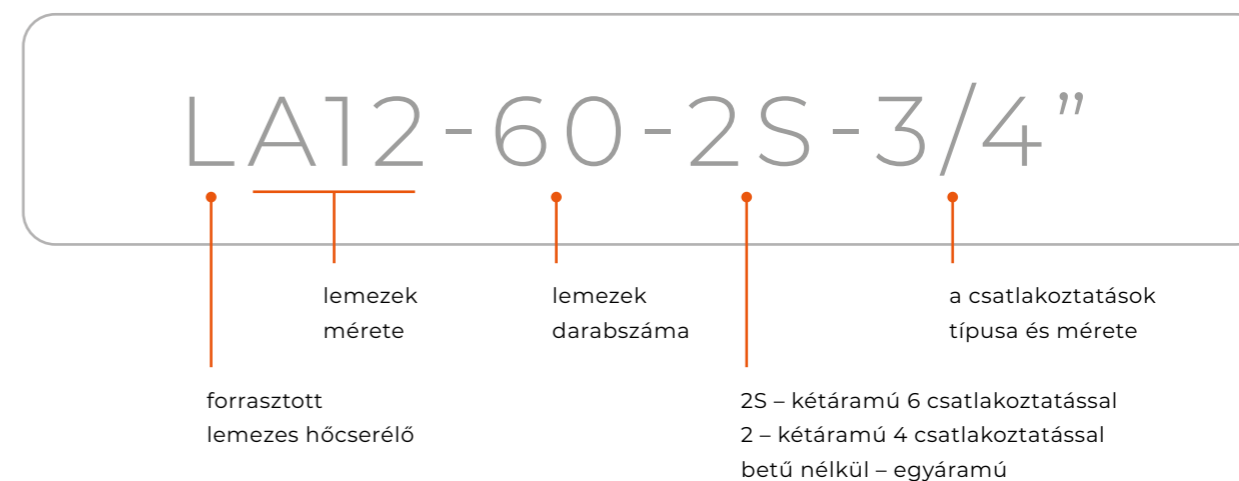 LA12-60-2S-3/4”
lemezek
mérete
lemezek
darabszáma
a csatlakoztatások
típusa és mérete
forrasztott
lemezes hőcserélő
2S – kétáramú 6 csatlakoztatással
2 – kétáramú 4 csatlakoztatással
betű nélkül – egyáramú